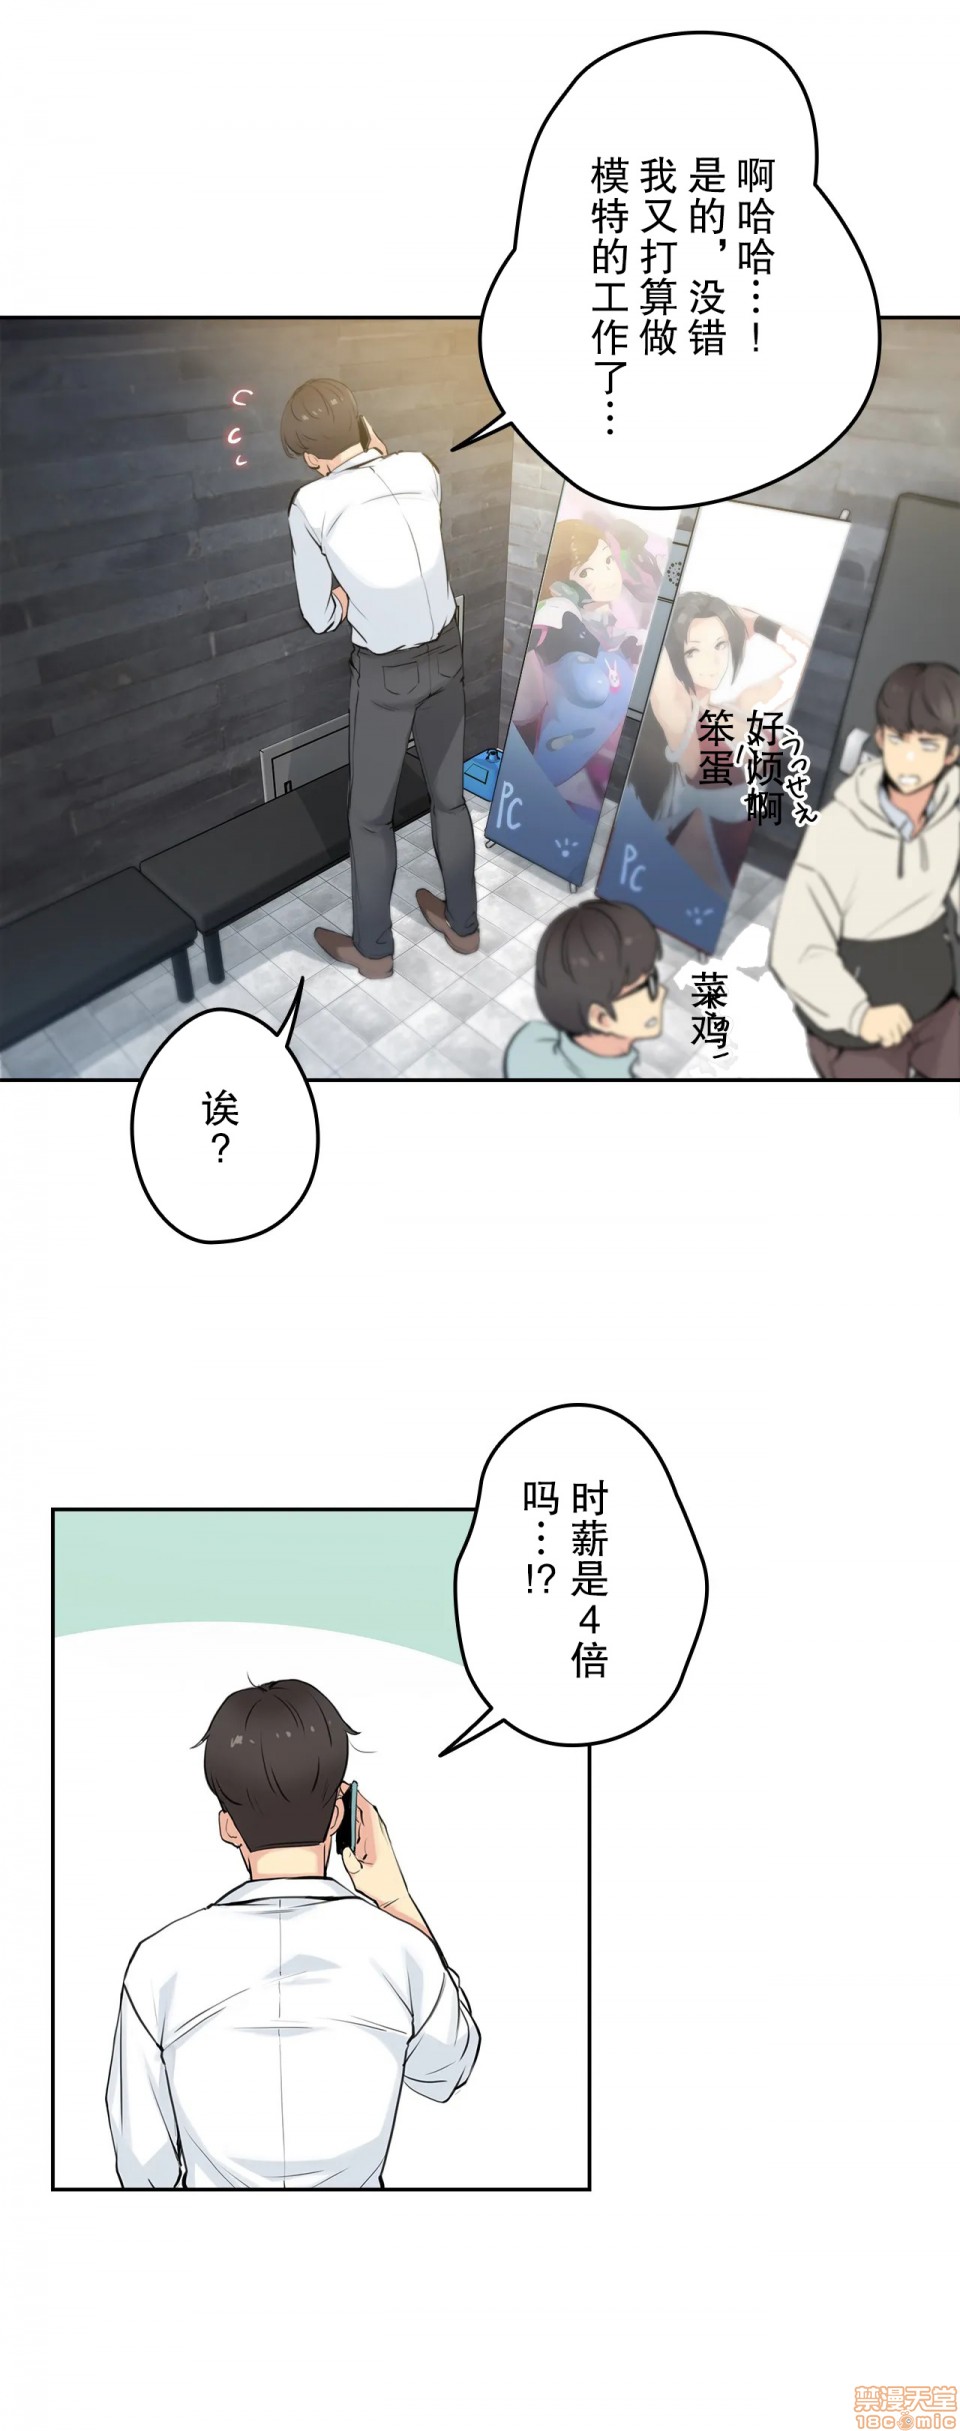 啊哈哈…！
是的，没错
我又打算做
模特的工作了…
好烦啊
うっせぇ
笨蛋
PC
PC
菜鸡
诶？
时薪是4倍
吗…!?
禁漫天堂
18comic